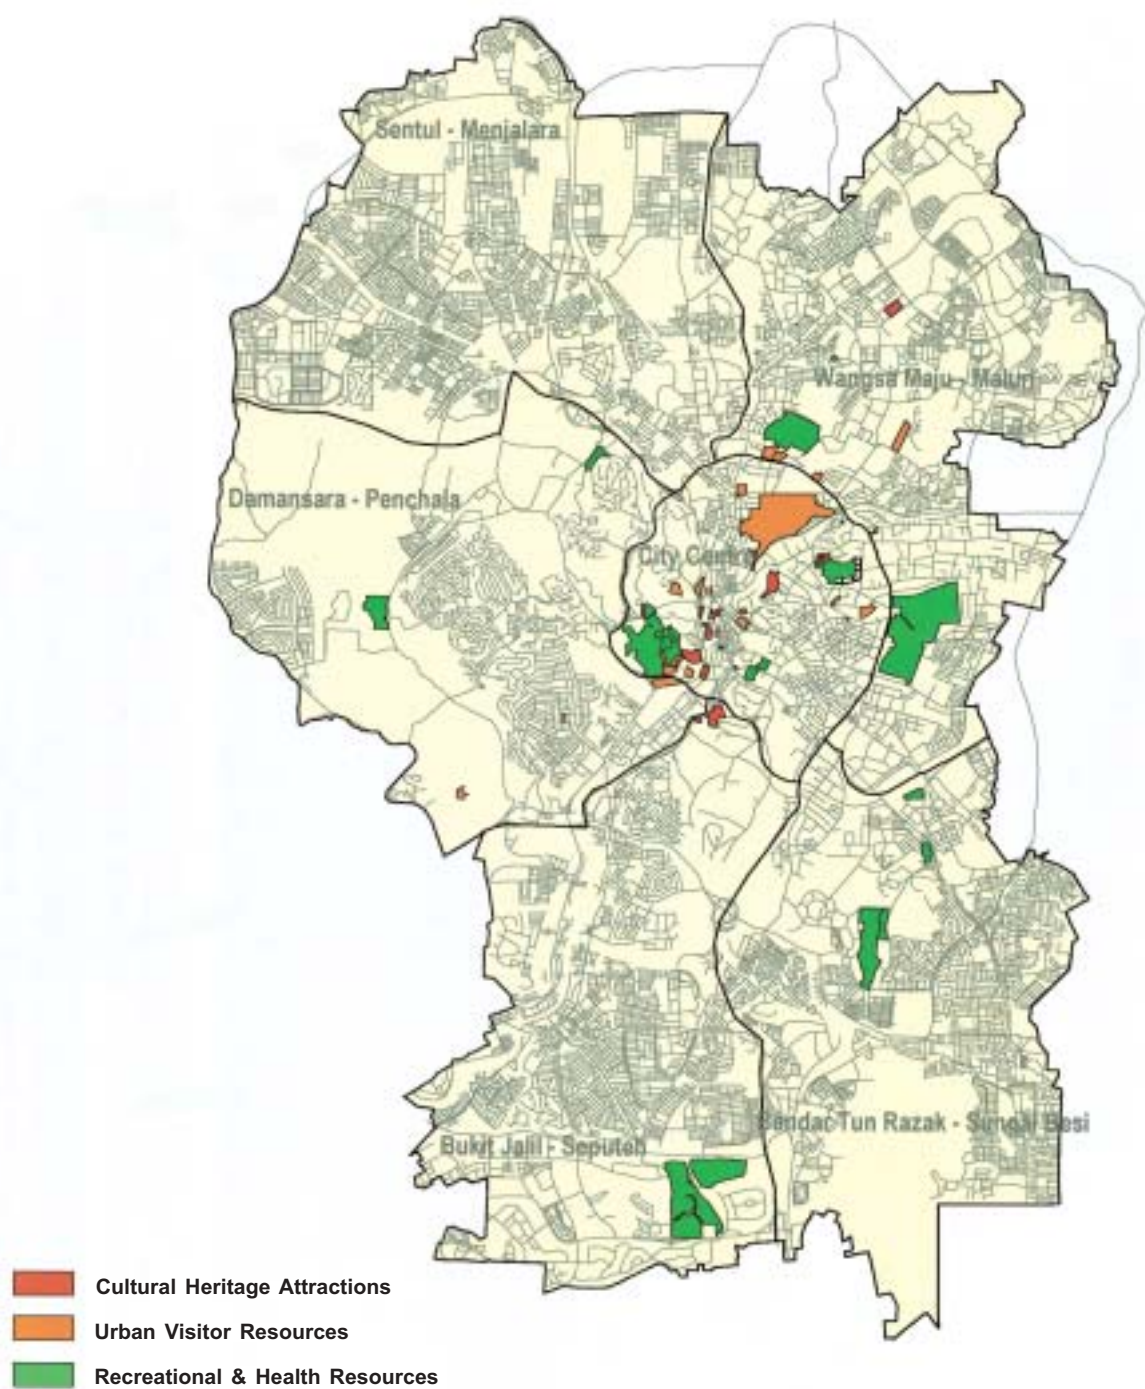 Sentul - Menjalara
Wangsa Maju - Maluri
Damansara - Penchala
City Centre
Bandar Tun Razak - Sungai Besi
Bukit Jalil - Seputeh
Cultural Heritage Attractions
Urban Visitor Resources
Recreational & Health Resources